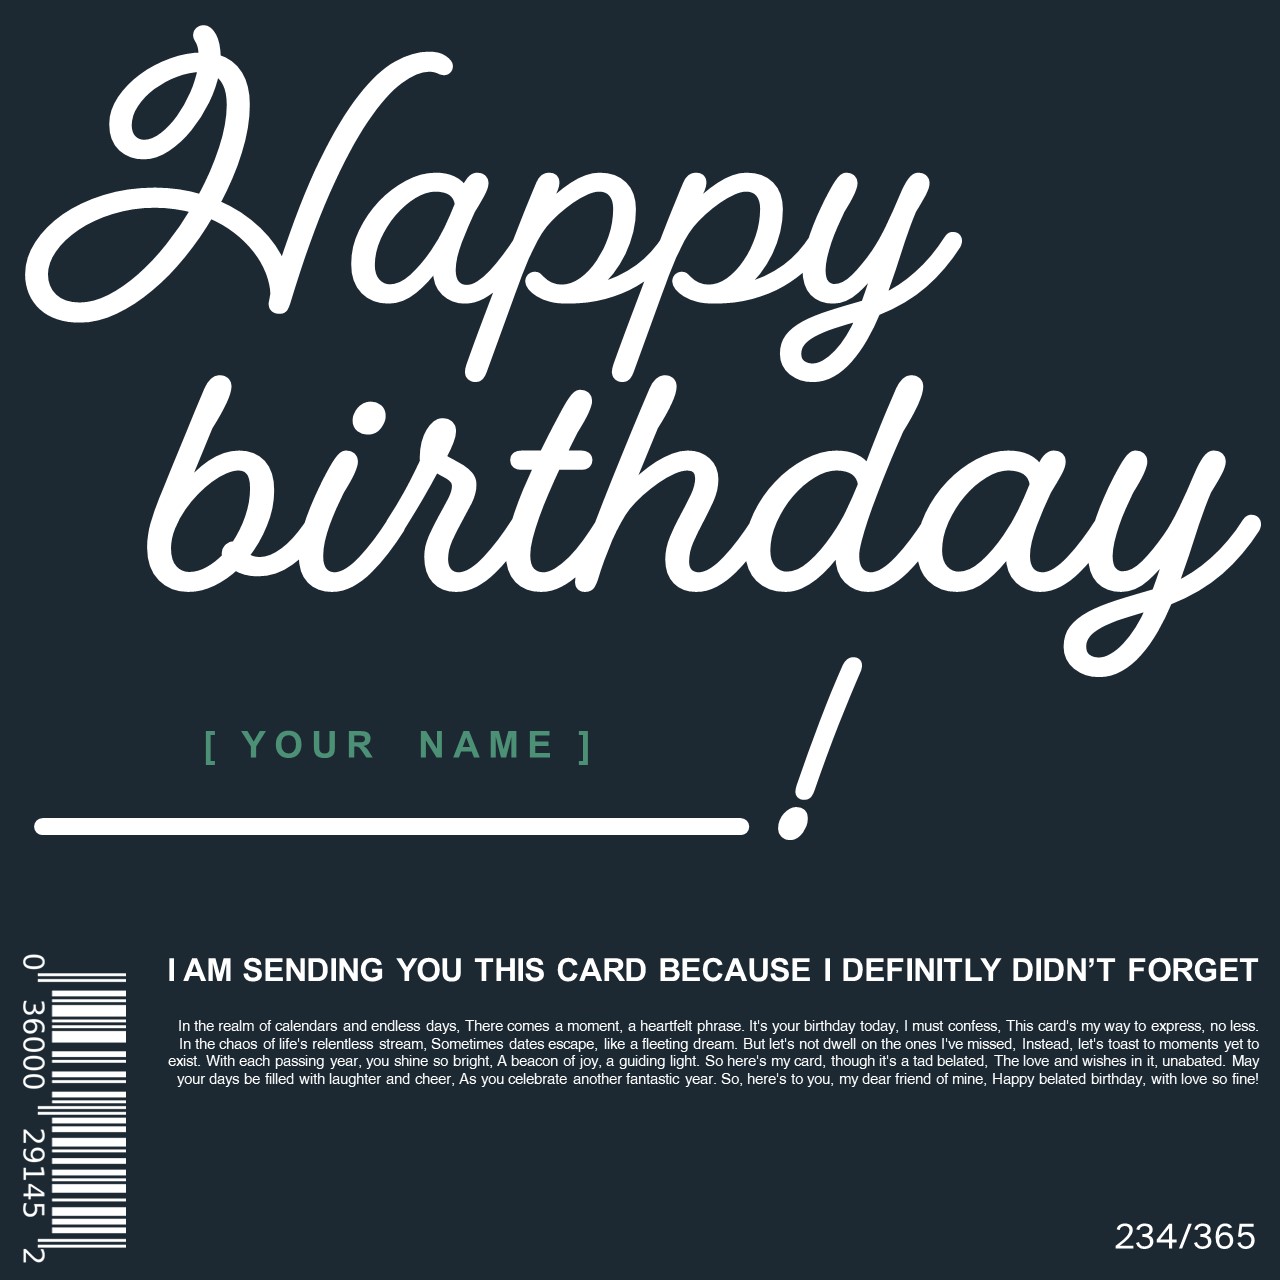 Happy
birthday
[ YOUR NAME ]
!
I AM SENDING YOU THIS CARD BECAUSE I DEFINITLY DIDN’T FORGET
In the realm of calendars and endless days, There comes a moment, a heartfelt phrase. It's your birthday today, I must confess, This card's my way to express, no less.
In the chaos of life's relentless stream, Sometimes dates escape, like a fleeting dream. But let's not dwell on the ones I've missed, Instead, let's toast to moments yet to
exist. With each passing year, you shine so bright, A beacon of joy, a guiding light. So here's my card, though it's a tad belated, The love and wishes in it, unabated. May
your days be filled with laughter and cheer, As you celebrate another fantastic year. So, here's to you, my dear friend of mine, Happy belated birthday, with love so fine!
0 36000 29145 2
234/365